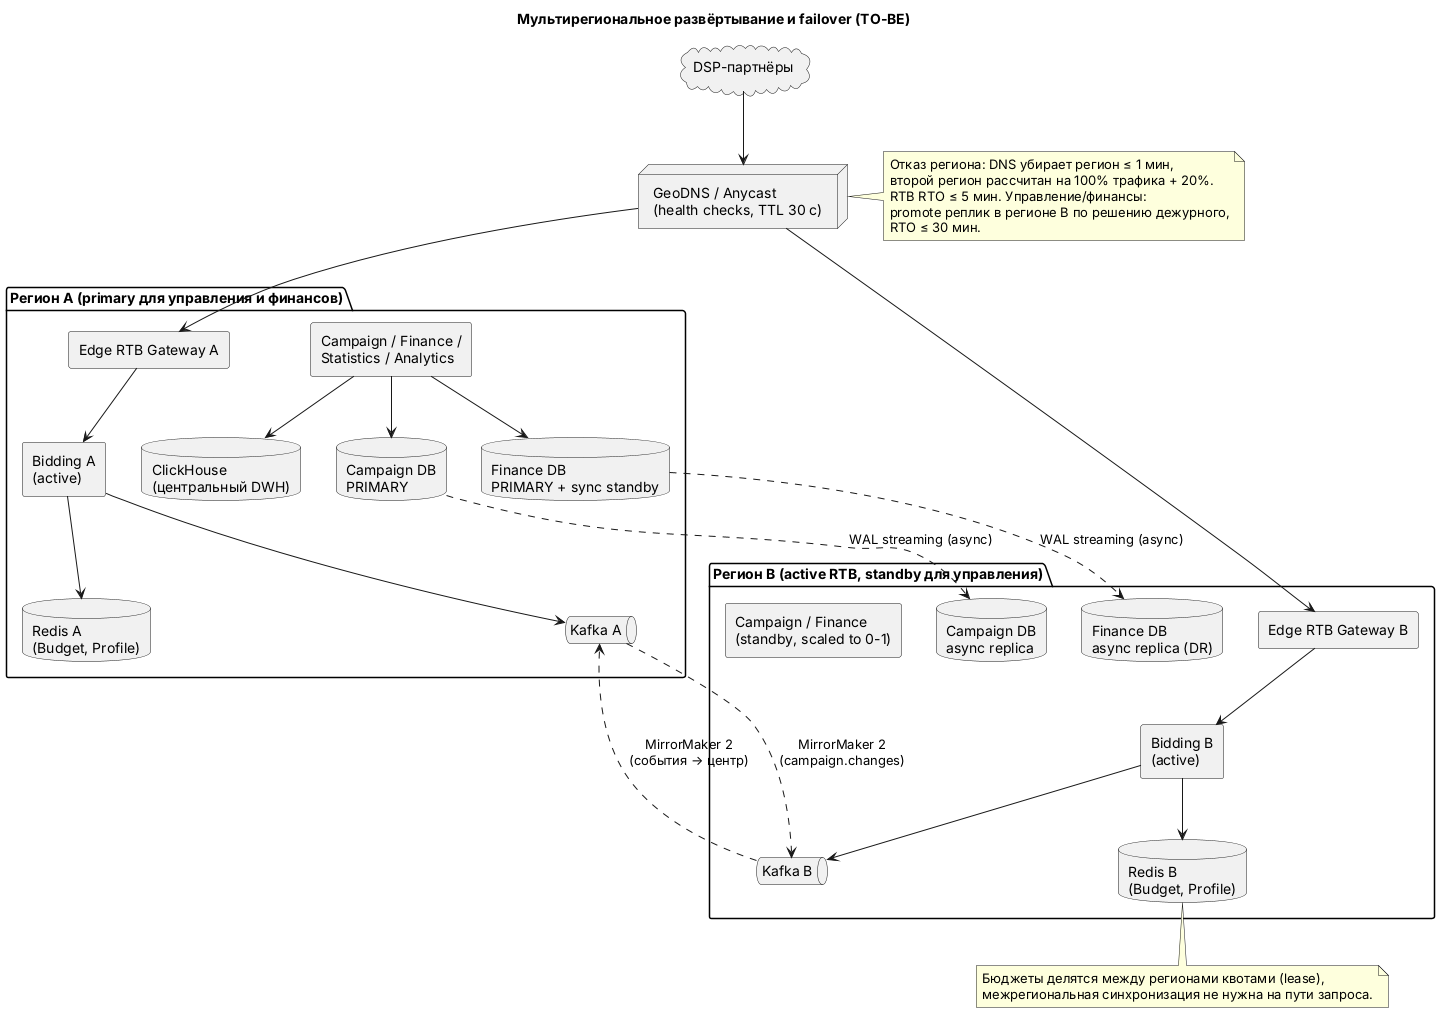 Мультирегиональное развёртывание и failover (TO-BE)
DSP-партнёры
GeoDNS / Anycast
(health checks, TTL 30 с)
Отказ региона: DNS убирает регион ≤ 1 мин,
второй регион рассчитан на 100% трафика + 20%.
RTB RTO ≤ 5 мин. Управление/финансы:
promote реплик в регионе B по решению дежурного,
RTO ≤ 30 мин.
Регион A (primary для управления и финансов)
Edge RTB Gateway A
Campaign / Finance /
Statistics / Analytics
Bidding A
(active)
ClickHouse
(центральный DWH)
Campaign DB
PRIMARY
Finance DB
PRIMARY + sync standby
WAL streaming (async)
WAL streaming (async)
Redis A
(Budget, Profile)
Kafka A
Регион B (active RTB, standby для управления)
Campaign / Finance
(standby, scaled to 0-1)
Campaign DB
async replica
Finance DB
async replica (DR)
Edge RTB Gateway B
MirrorMaker 2
(события → центр)
MirrorMaker 2
(campaign.changes)
Bidding B
(active)
Kafka B
Redis B
(Budget, Profile)
Бюджеты делятся между регионами квотами (lease),
межрегиональная синхронизация не нужна на пути запроса.